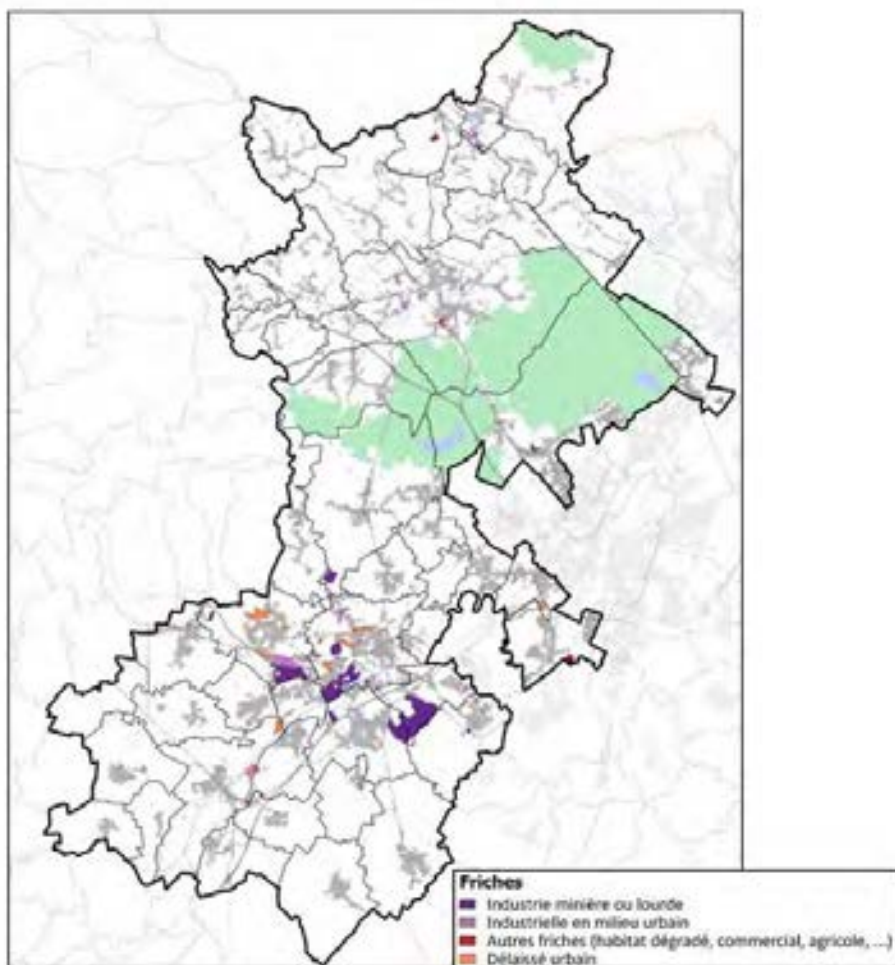 Friches
Industrie minière ou lourde
Industrielle en milieu urbain
Autres friches (habitat dégradé, commercial, agricole, ...)
Délaissé urbain